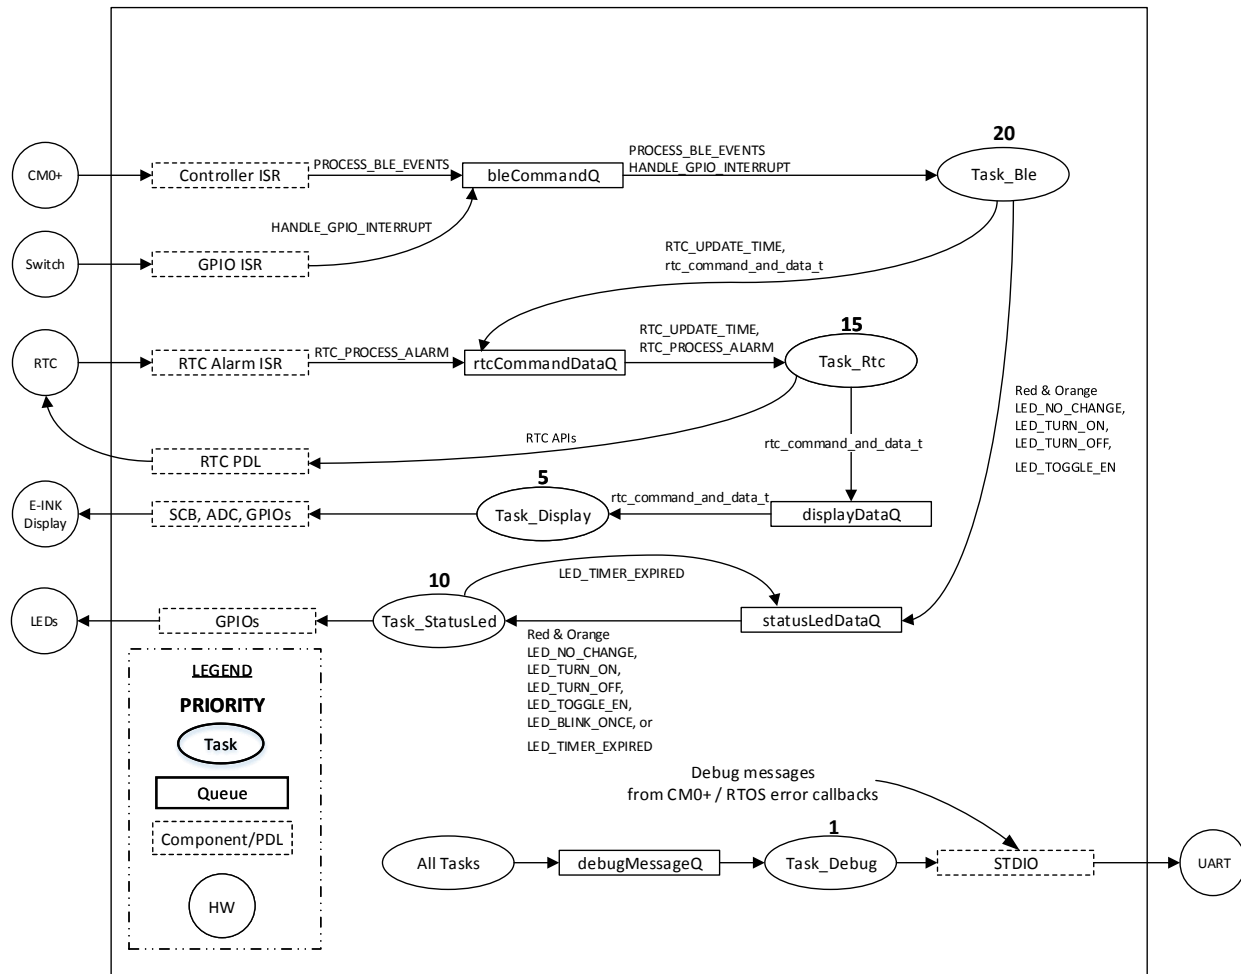 20
CM0+
Controller ISR
PROCESS_BLE_EVENTS
bleCommandQ
PROCESS_BLE_EVENTS
HANDLE_GPIO_INTERRUPT
Task_Ble
HANDLE_GPIO_INTERRUPT
Switch
GPIO ISR
RTC_UPDATE_TIME,
rtc_command_and_data_t
15
RTC
RTC Alarm ISR
RTC_PROCESS_ALARM
rtcCommandDataQ
RTC_UPDATE_TIME,
RTC_PROCESS_ALARM
Task_Rtc
Red & Orange
LED_NO_CHANGE,
LED_TURN_ON,
LED_TURN_OFF,
LED_TOGGLE_EN
RTC APIs
rtc_command_and_data_t
RTC PDL
5
E-INK
Display
SCB, ADC, GPIOs
Task_Display
rtc_command_and_data_t
displayDataQ
10
LED_TIMER_EXPIRED
LEDs
GPIOs
Task_StatusLed
statusLedDataQ
Red & Orange
LED_NO_CHANGE,
LED_TURN_ON,
LED_TURN_OFF,
LED_TOGGLE_EN,
LED_BLINK_ONCE, or
LED_TIMER_EXPIRED
LEGEND
PRIORITY
Task
Queue
Component/PDL
HW
Debug messages
from CM0+ / RTOS error callbacks
1
All Tasks
debugMessageQ
Task_Debug
STDIO
UART